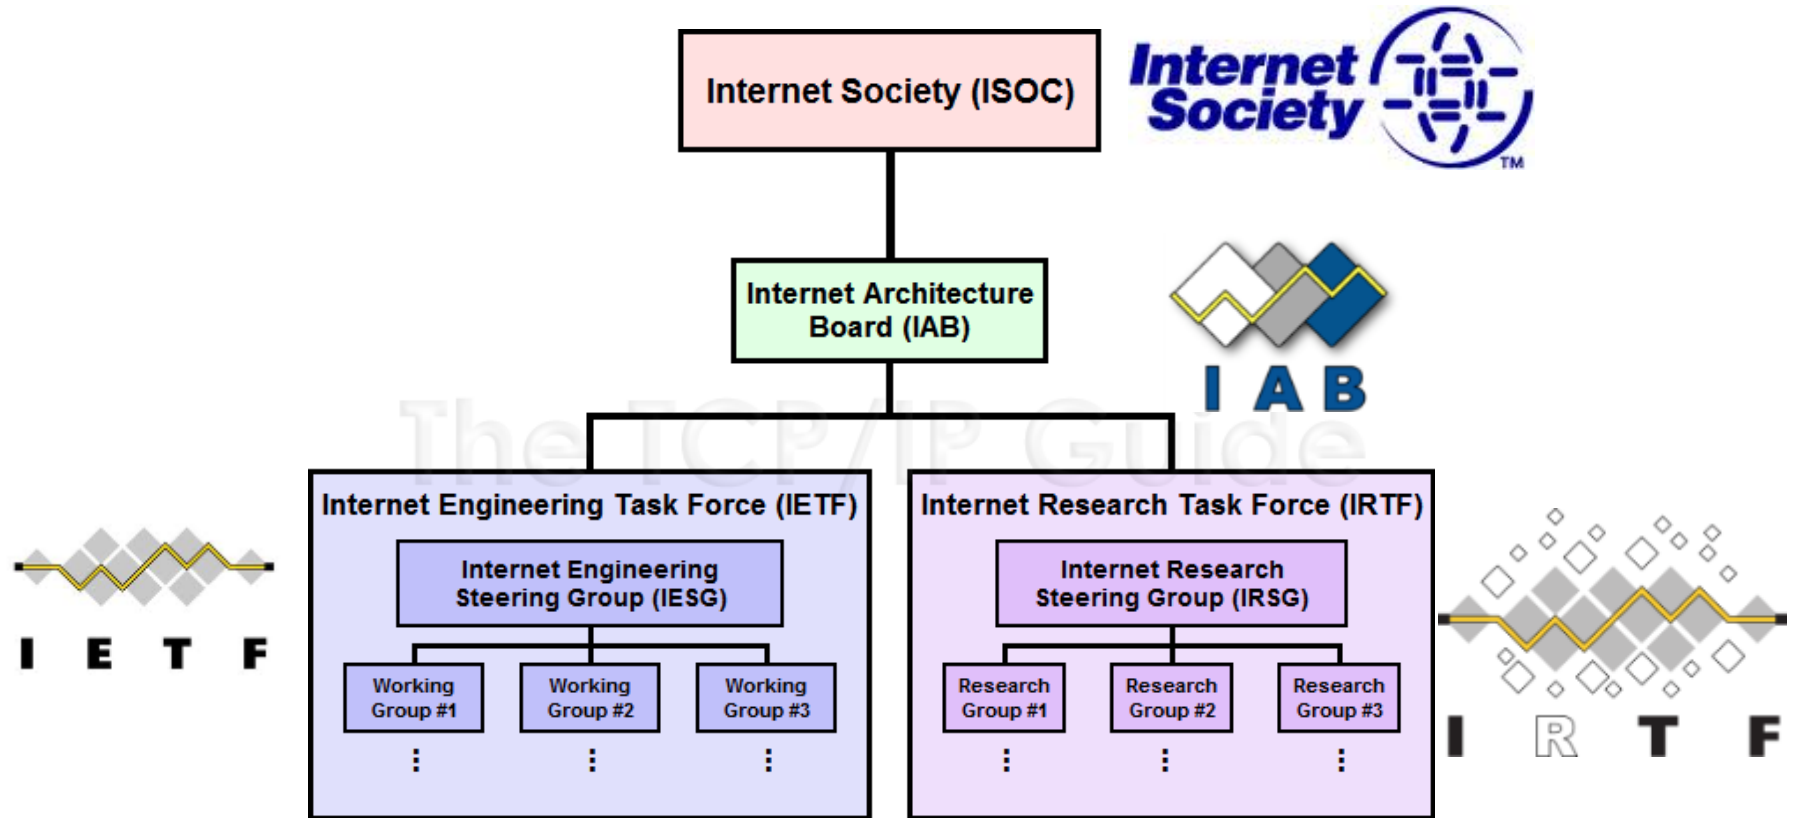 Internet Society (ISOC)
Internet
Society
TM
Internet Architecture
Board (IAB)
I A B
The TCP/IP Guide
Internet Engineering Task Force (IETF)
Internet Engineering
Steering Group (IESG)
Working
Group #1
Working
Group #2
Working
Group #3
I E T F
Internet Research Task Force (IRTF)
Internet Research
Steering Group (IRSG)
Research
Group #1
Research
Group #2
Research
Group #3
I R T F